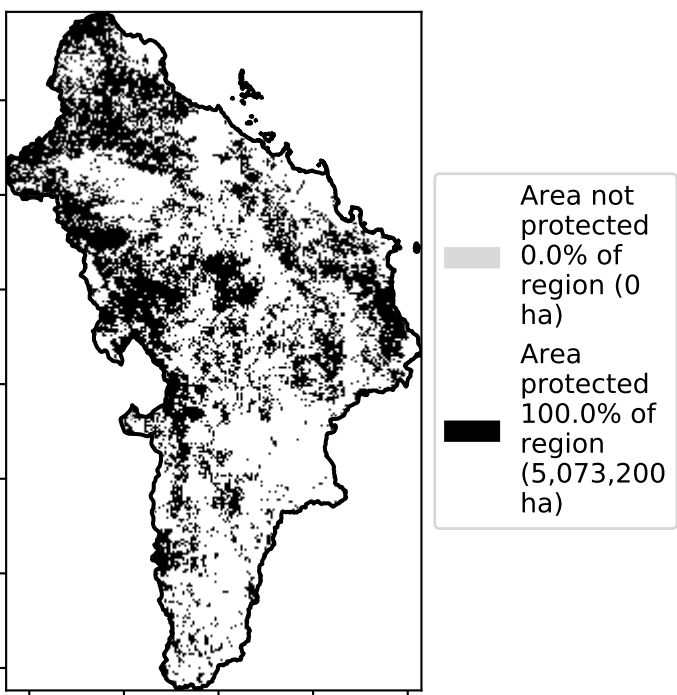 Area not
protected
0.0% of
region (0
ha)
Area
protected
100.0% of
region
(5,073,200
ha)